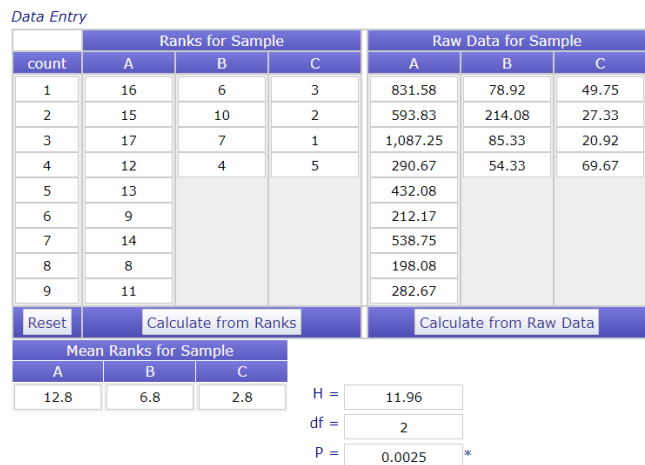 Data Entry
Ranks for Sample Raw Data for Sample
count A B C A B C
1 16 6 3 831.58 78.92 49.75
2 15 10 2 593.83 214.08 27.33
3 17 7 1 1,087.25 85.33 20.92
4 12 4 5 290.67 54.33 69.67
5 13 432.08
6 9 212.17
7 14 538.75
8 8 198.08
9 11 282.67
Reset Calculate from Ranks Calculate from Raw Data
Mean Ranks for Sample
A B C
12.8 6.8 2.8
H = 11.96
df = 2
P = 0.0025 *